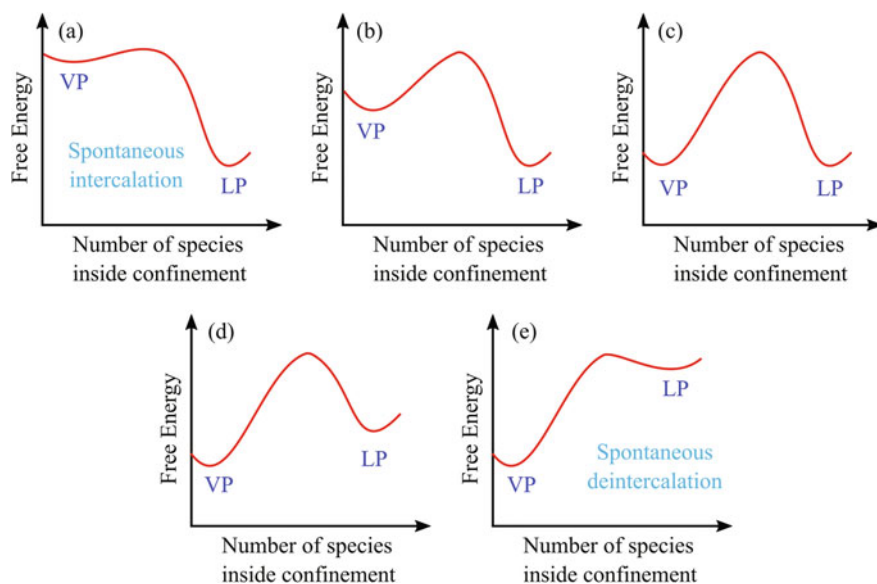 (a)
Free Energy
VP
Spontaneous
intercalation
LP
Number of species
inside confinement
(b)
Free Energy
VP
LP
Number of species
inside confinement
(c)
Free Energy
VP
LP
Number of species
inside confinement
(d)
Free Energy
VP
LP
Number of species
inside confinement
(e)
Free Energy
LP
VP
Spontaneous
deintercalation
Number of species
inside confinement